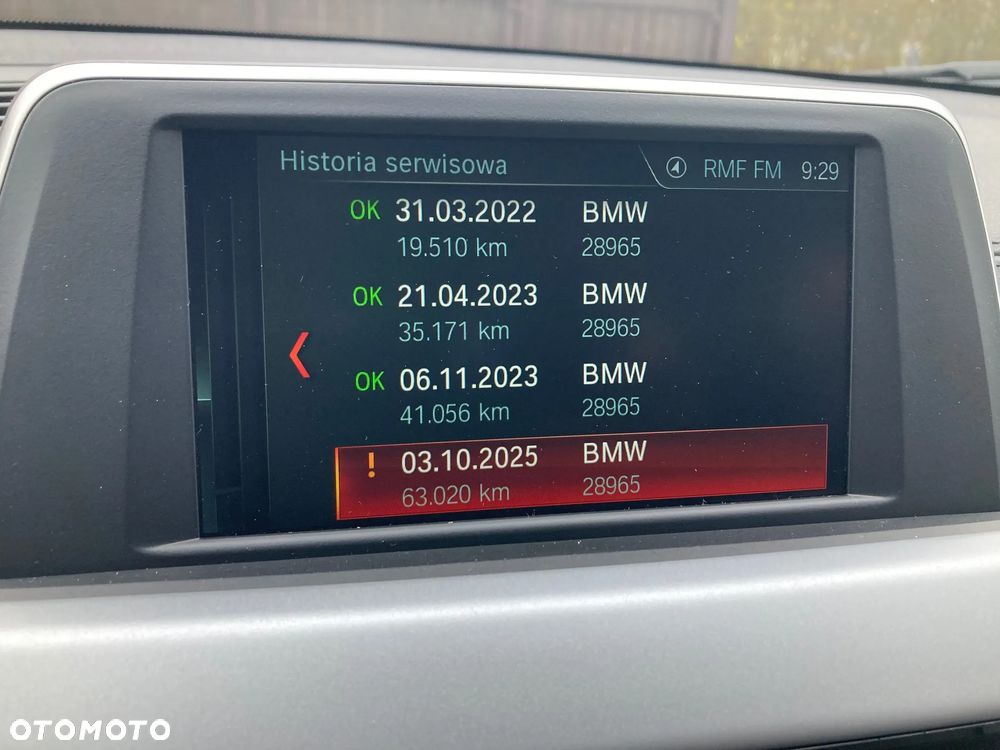 Historia serwisowa RMF FM 9:29
OK 31.03.2022 BMW
19.510 km 28965
OK 21.04.2023 BMW
35.171 km 28965
OK 06.11.2023 BMW
41.056 km 28965
! 03.10.2025 BMW
63.020 km 28965
OTOMOTO